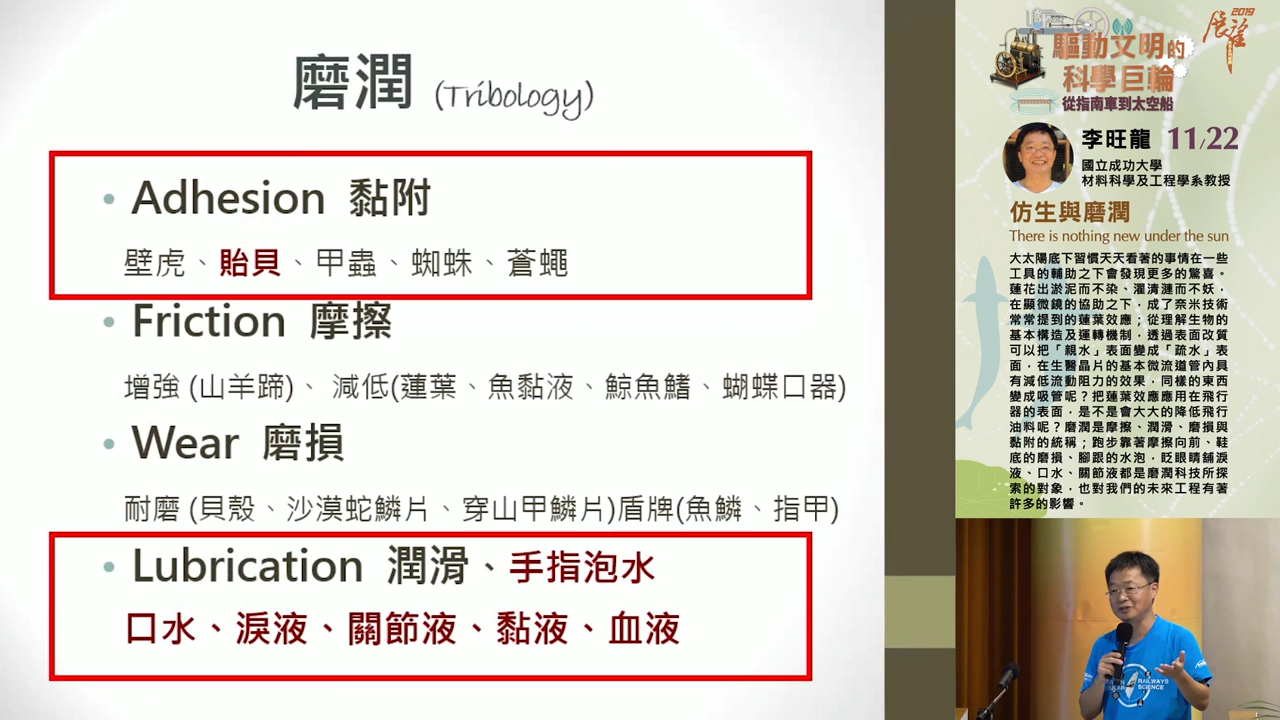 磨潤 (Tribology)
• Adhesion 黏附
壁虎、貽貝、甲蟲、蜘蛛、蒼蠅
• Friction 摩擦
增強 (山羊蹄)、 減低(蓮葉、魚黏液、鯨魚鰭、蝴蝶口器)
• Wear 磨損
耐磨 (貝殼、沙漠蛇鱗片、穿山甲鱗片)盾牌(魚鱗、指甲)
• Lubrication 潤滑、手指泡水
口水、淚液、關節液、黏液、血液
2019
展望
驅動文明的
科學巨輪
從指南車到太空船
李旺龍 11/22
國立成功大學
材料科學及工程學系教授
仿生與磨潤
There is nothing new under the sun
大太陽底下習慣天天看著的事情在一些
工具的輔助之下會發現更多的驚喜。
蓮花出淤泥而不染、濯清漣而不妖，
在顯微鏡的協助之下，成了奈米技術
常常提到的蓮葉效應；從理解生物的
基本構造及運轉機制，透過表面改質
可以把「親水」表面變成「疏水」表
面，在生醫晶片的基本微流道管內具
有減低流動阻力的效果，同樣的東西
變成吸管呢？把蓮葉效應應用在飛行
器的表面，是不是會大大的降低飛行
油料呢？磨潤是摩擦、潤滑、磨損與
黏附的統稱；跑步靠著摩擦向前、鞋
底的磨損、腳跟的水泡，眨眼睛舖淚
液、口水、關節液都是磨潤科技所探
索的對象，也對我們的未來工程有著
許多的影響。
RAILWAYS
SCIENCE